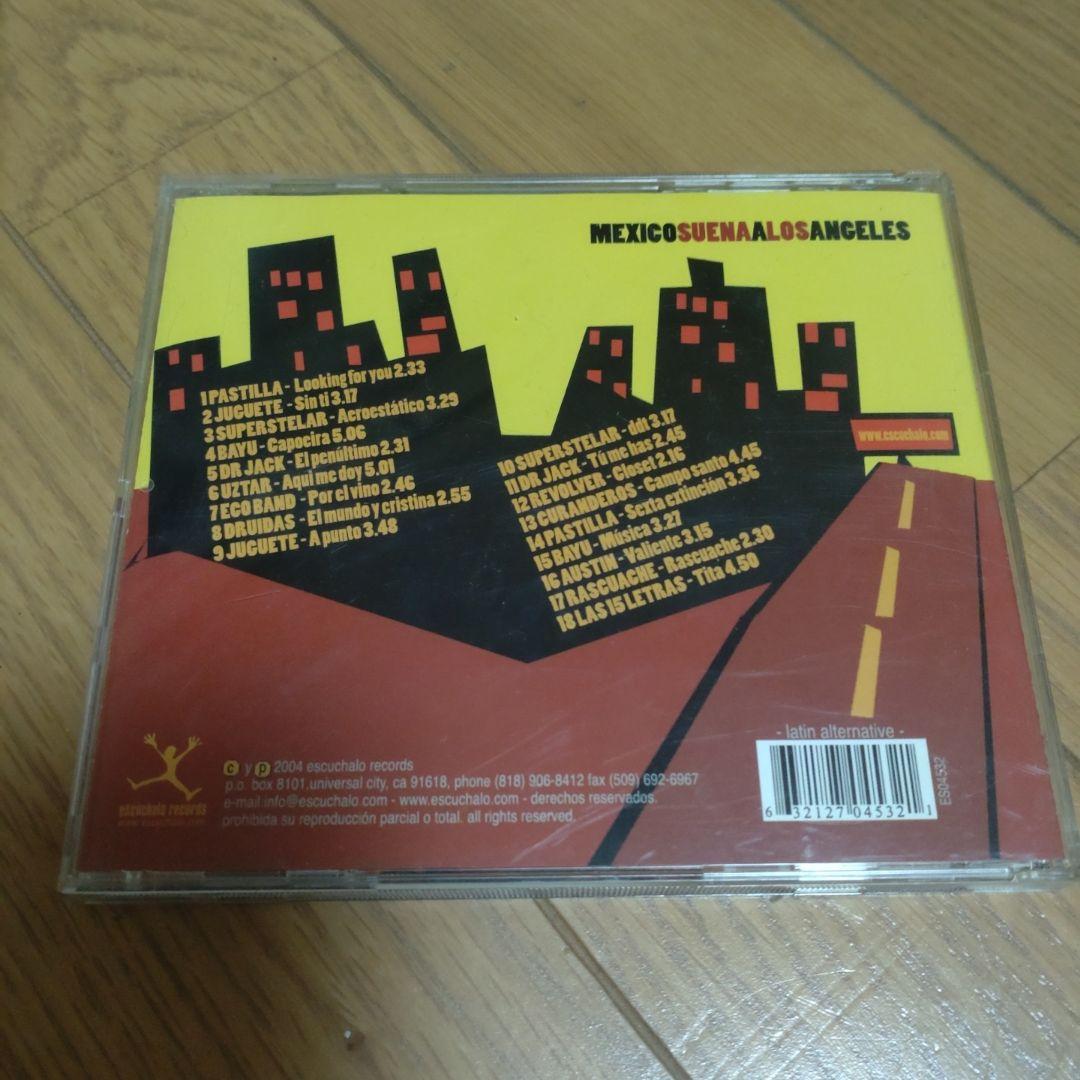 MEXICOSUENAALOSANGELES
1 PASTILLA - Looking for you 2.33
2 JUGUETE - Sin ti 3.17
3 SUPERSTELAR - Acroestático 3.29
4 BAYU - Capoeira 5.06
5 DR JACK - El penúltimo 2.31
6 UZTAR - Aqui me doy 5.01
7 ECO BAND - Por el vino 2.46
8 DRUIDAS - El mundo y cristina 2.55
9 JUGUETE - A punto 3.48
10 SUPERSTELAR - ddt 3.17
11 DR JACK - Tú me has 2.45
12 REVOLVER - Closet 2.16
13 CURANDEROS - Campo santo 4.45
14 PASTILLA - Sexta extinción 3.36
15 BAYU - Música 3.27
16 AUSTIN - Valiente 3.15
17 RASCUACHE - Rascuache 2.30
18 LAS 15 LETRAS - Tita 4.50
www.escuchalo.com
- latin alternative -
6 32127 04532 1
ES04532
escuchalo records
www.escuchalo.com
c y p 2004 escuchalo records
p.o. box 8101,universal city, ca 91618, phone (818) 906-8412 fax (509) 692-6967
e-mail:info@escuchalo.com - www.escuchalo.com - derechos reservados.
prohibida su reproducción parcial o total. all rights reserved.